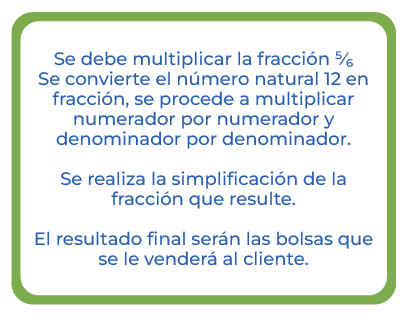 Se debe multiplicar la fracción ⅚
Se convierte el número natural 12 en
fracción, se procede a multiplicar
numerador por numerador y
denominador por denominador.
Se realiza la simplificación de la
fracción que resulte.
El resultado final serán las bolsas que
se le venderá al cliente.